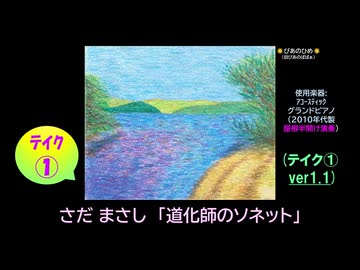 ☀ぴあのひめ☀
(旧ぴあのばばぁ)
使用楽器:
ｱｺｰｽﾃｨｯｸ
グランドピアノ
(2010年代製
屋根半開け演奏)
テイク
①
(テイク①
ver1.1)
さだ まさし 「道化師のソネット」